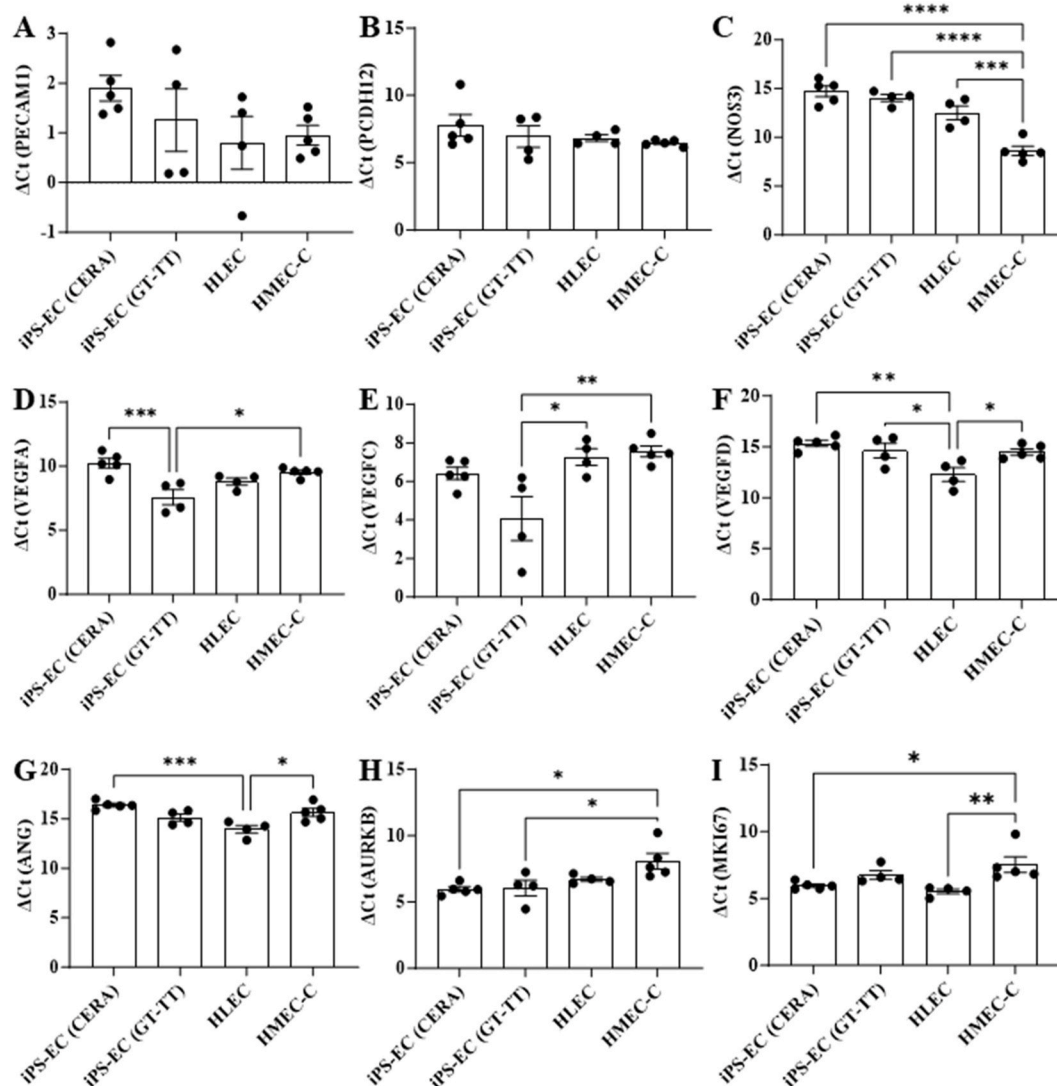 A
ΔCt (PECAM1)
3
2
1
0
-1
iPS-EC (CERA)
iPS-EC (GT-TT)
HLEC
HMEC-C
B
ΔCt (PCDH12)
15
10
5
0
iPS-EC (CERA)
iPS-EC (GT-TT)
HLEC
HMEC-C
C
ΔCt (NOS3)
****
****
***
20
15
10
5
0
iPS-EC (CERA)
iPS-EC (GT-TT)
HLEC
HMEC-C
D
ΔCt (VEGFA)
***
*
15
10
5
0
iPS-EC (CERA)
iPS-EC (GT-TT)
HLEC
HMEC-C
E
ΔCt (VEGFC)
**
*
10
8
6
4
2
0
iPS-EC (CERA)
iPS-EC (GT-TT)
HLEC
HMEC-C
F
ΔCt (VEGFD)
**
*
*
20
15
10
5
0
iPS-EC (CERA)
iPS-EC (GT-TT)
HLEC
HMEC-C
G
ΔCt (ANG)
***
*
20
15
10
5
0
iPS-EC (CERA)
iPS-EC (GT-TT)
HLEC
HMEC-C
H
ΔCt (AURKB)
*
*
15
10
5
0
iPS-EC (CERA)
iPS-EC (GT-TT)
HLEC
HMEC-C
I
ΔCt (MKI67)
*
**
15
10
5
0
iPS-EC (CERA)
iPS-EC (GT-TT)
HLEC
HMEC-C